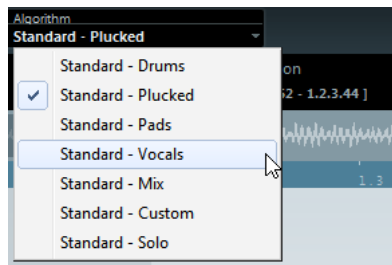 Algorithm
Standard - Plucked
Standard - Drums
on
Standard - Plucked
2 - 1.2.3.44 ]
Standard - Pads
Standard - Vocals
Standard - Mix
1.3
Standard - Custom
Standard - Solo